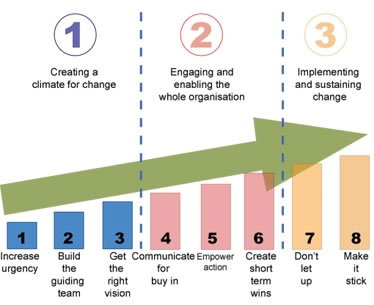 1
2
3
Creating a
climate for change
Engaging and
enabling the
whole organisation
Implementing
and sustaining
change
1
2
3
4
5
6
7
8
Increase
urgency
Build
the
guiding
team
Get
the
right
vision
Communicate
for
buy in
Empower
action
Create
short
term
wins
Don't
let
up
Make
it
stick